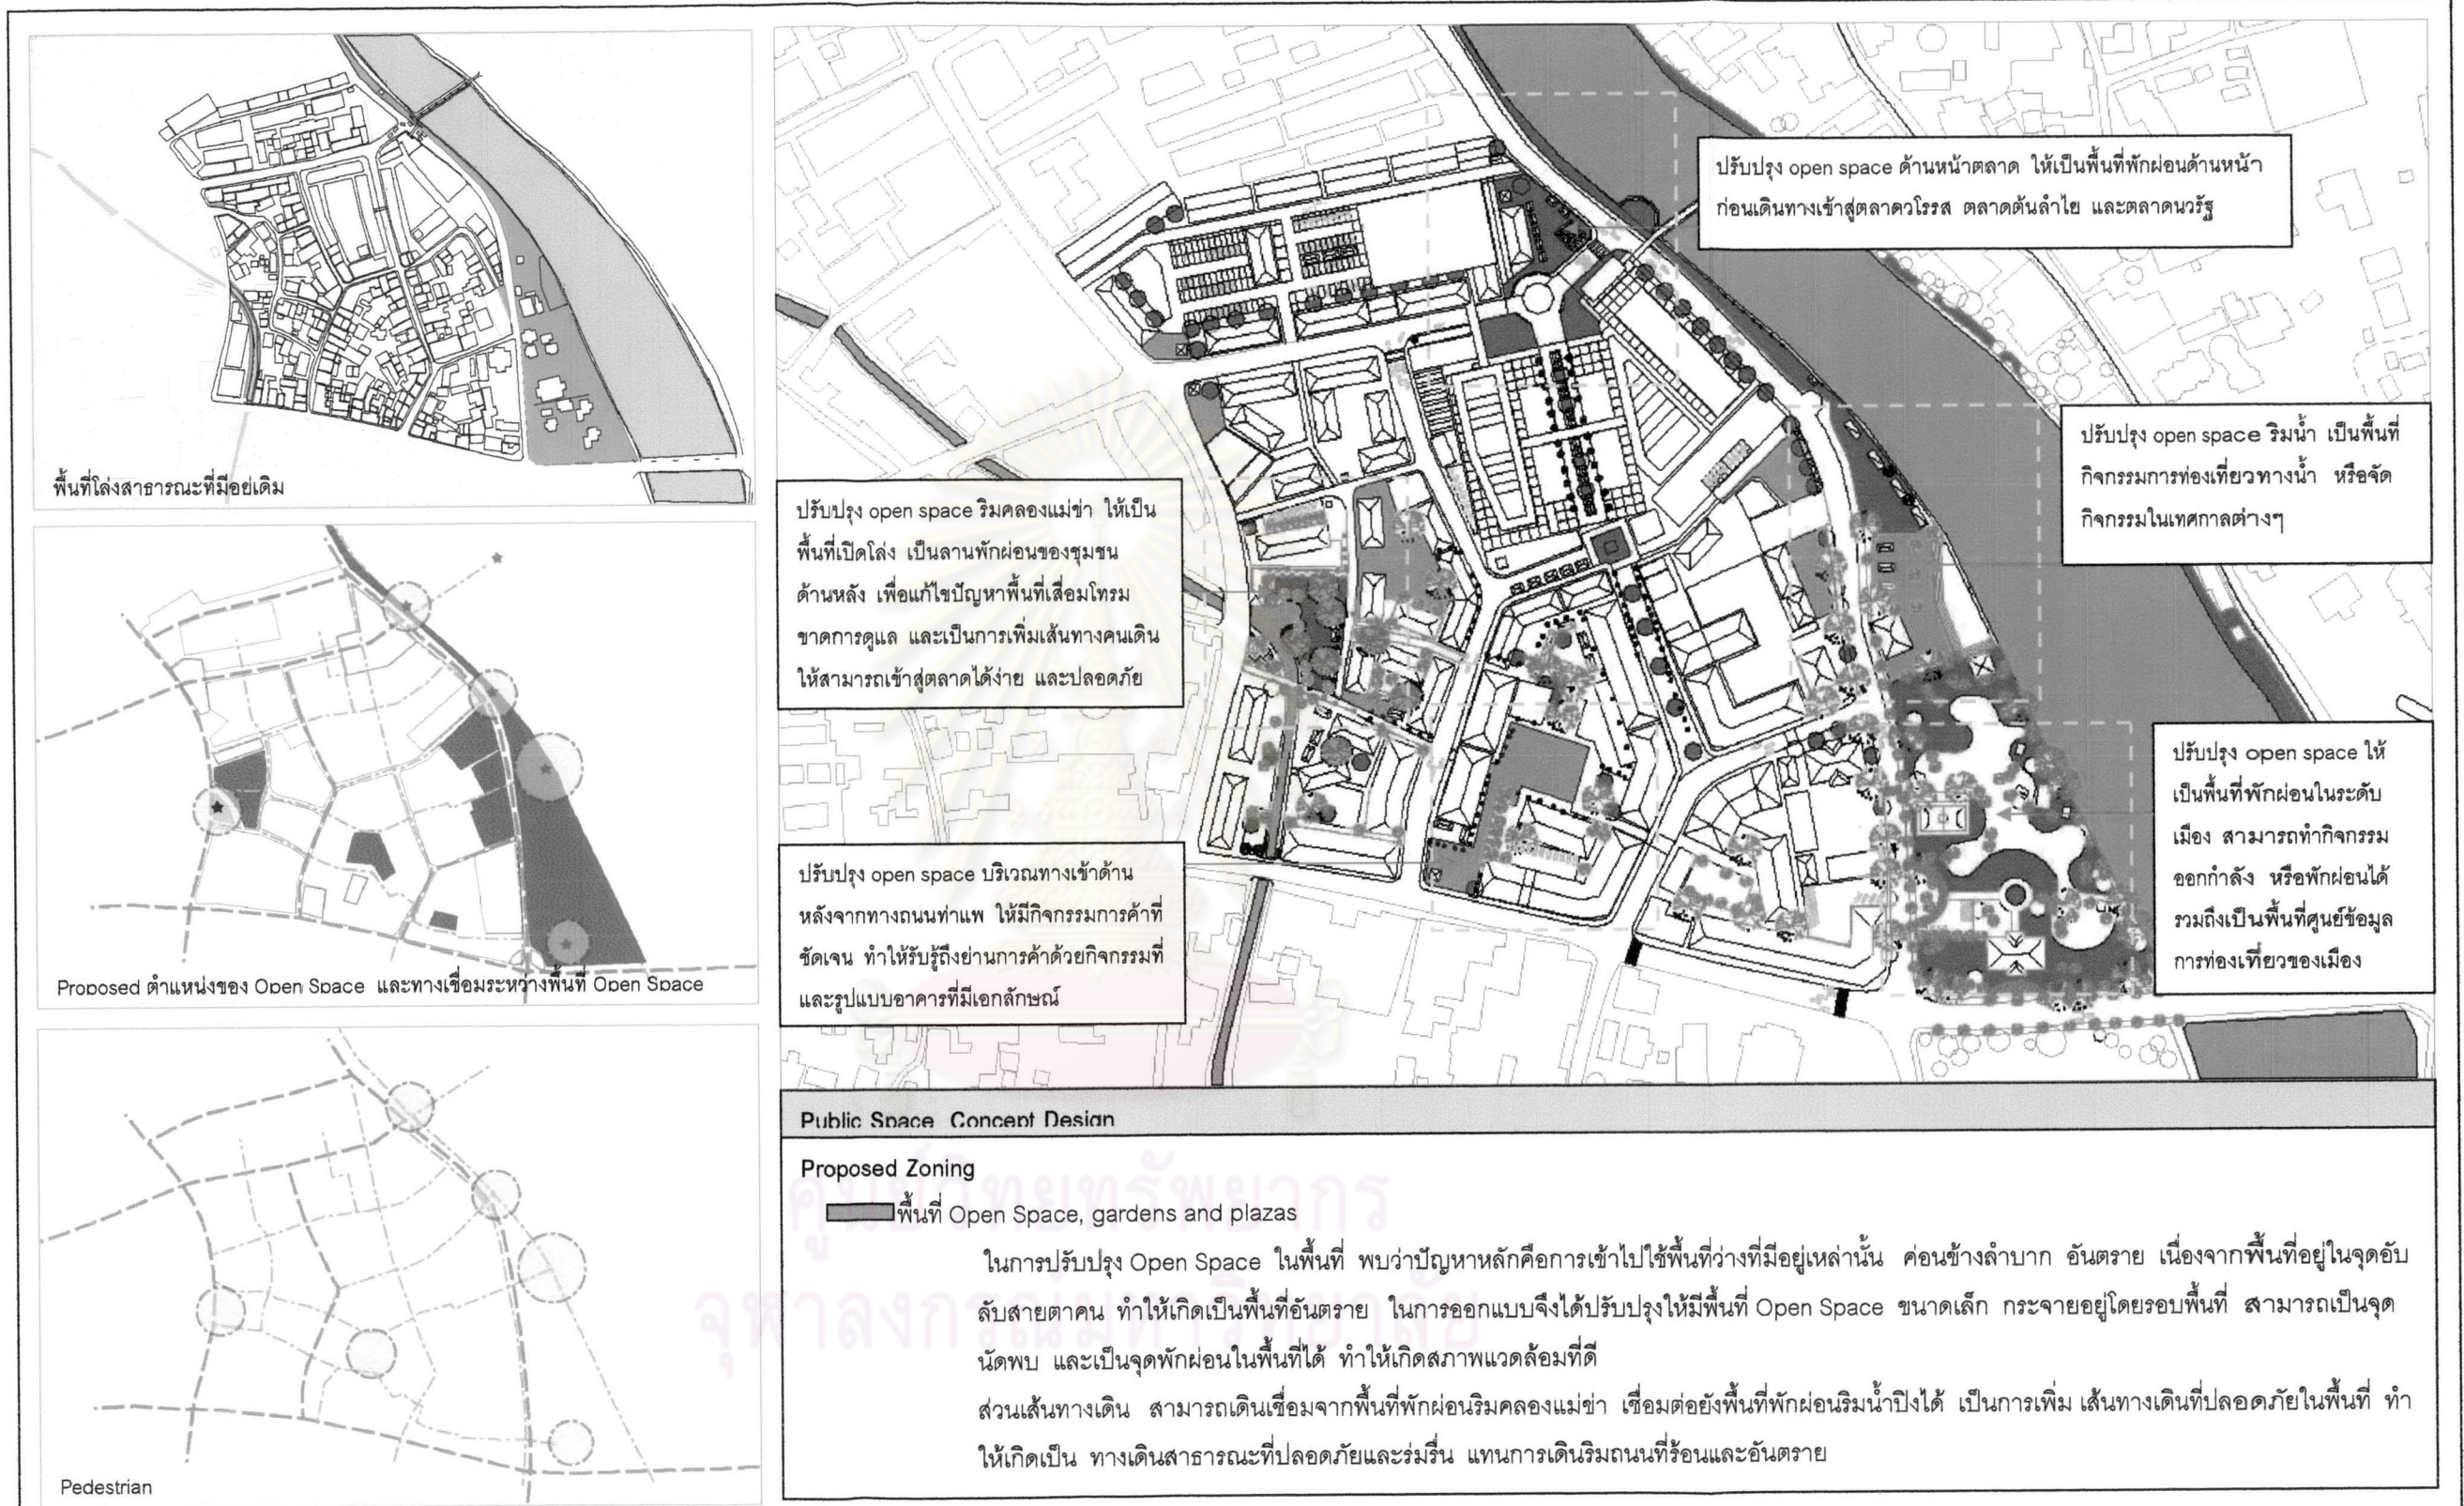 พื้นที่โล่งสาธารณะที่มีอยู่เดิม
Proposed ตำแหน่งของ Open Space และทางเชื่อมระหว่างพื้นที่ Open Space
Pedestrian
ปรับปรุง open space ด้านหน้าตลาด ให้เป็นพื้นที่พักผ่อนด้านหน้า
ก่อนเดินทางเข้าสู่ตลาดวโรรส ตลาดต้นลำไย และตลาดนวรัฐ
ปรับปรุง open space ริมน้ำ เป็นพื้นที่
กิจกรรมการท่องเที่ยวทางน้ำ หรือจัด
กิจกรรมในเทศกาลต่างๆ
ปรับปรุง open space ริมคลองแม่ข่า ให้เป็น
พื้นที่เปิดโล่ง เป็นลานพักผ่อนของชุมชน
ด้านหลัง เพื่อแก้ไขปัญหาพื้นที่เสื่อมโทรม
ขาดการดูแล และเป็นการเพิ่มเส้นทางคนเดิน
ให้สามารถเข้าสู่ตลาดได้ง่าย และปลอดภัย
ปรับปรุง open space ให้
เป็นพื้นที่พักผ่อนในระดับ
เมือง สามารถทำกิจกรรม
ออกกำลัง หรือพักผ่อนได้
รวมถึงเป็นพื้นที่ศูนย์ข้อมูล
การท่องเที่ยวของเมือง
ปรับปรุง open space บริเวณทางเข้าด้าน
หลังจากทางถนนท่าแพ ให้มีกิจกรรมการค้าที่
ชัดเจน ทำให้รับรู้ถึงย่านการค้าด้วยกิจกรรมที่
และรูปแบบอาคารที่มีเอกลักษณ์
Public Space Concept Design
Proposed Zoning
พื้นที่ Open Space, gardens and plazas
ในการปรับปรุง Open Space ในพื้นที่ พบว่าปัญหาหลักคือการเข้าไปใช้พื้นที่ว่างที่มีอยู่เหล่านั้น ค่อนข้างลำบาก อันตราย เนื่องจากพื้นที่อยู่ในจุดอับ
ลับสายตาคน ทำให้เกิดเป็นพื้นที่อันตราย ในการออกแบบจึงได้ปรับปรุงให้มีพื้นที่ Open Space ขนาดเล็ก กระจายอยู่โดยรอบพื้นที่ สามารถเป็นจุด
นัดพบ และเป็นจุดพักผ่อนในพื้นที่ได้ ทำให้เกิดสภาพแวดล้อมที่ดี
ส่วนเส้นทางเดิน สามารถเดินเชื่อมจากพื้นที่พักผ่อนริมคลองแม่ข่า เชื่อมต่อยังพื้นที่พักผ่อนริมน้ำปิงได้ เป็นการเพิ่ม เส้นทางเดินที่ปลอดภัยในพื้นที่ ทำ
ให้เกิดเป็น ทางเดินสาธารณะที่ปลอดภัยและร่มรื่น แทนการเดินริมถนนที่ร้อนและอันตราย
ศูนย์วิทยทรัพยากร
จุฬาลงกรณ์มหาวิทยาลัย